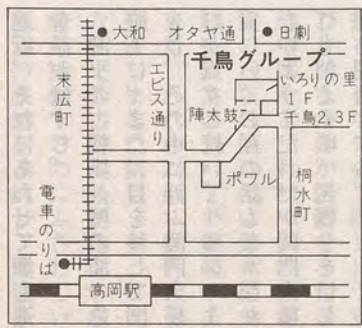 大和
オタヤ通
日劇
千鳥グループ
末広町
エビス通り
いろりの里
1F
陣太鼓
千鳥2,3F
ポワル
桐水町
電車のりば
高岡駅